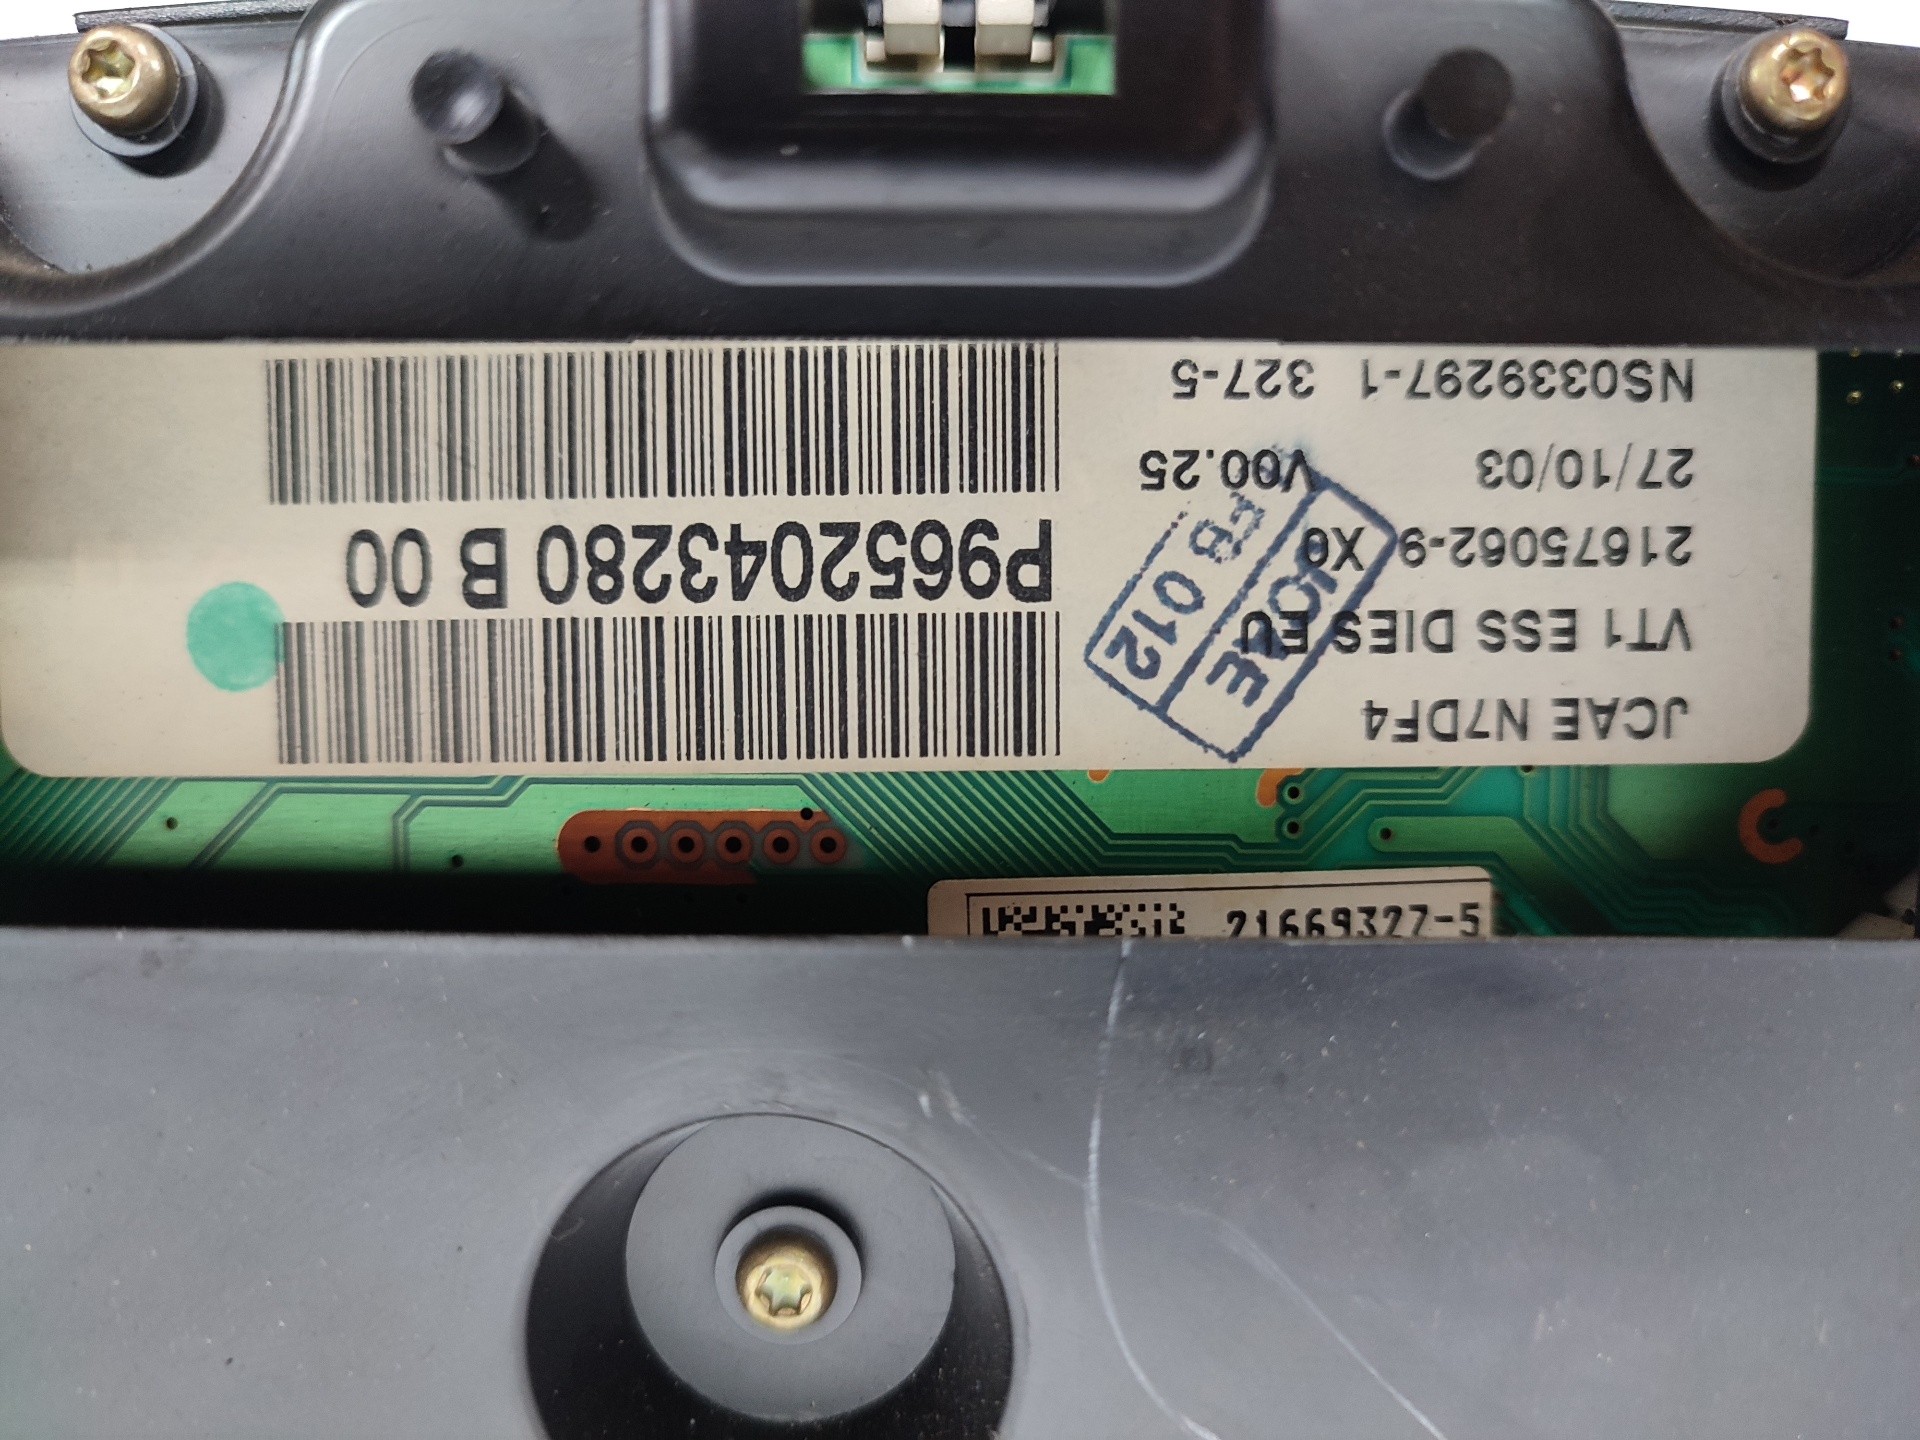 JCAE N7DF4
VT1 ESS DIES EU
21675062-9 X0
27/10/03 V00.25
NS0339297-1 327-5
P9652043280 B 00
012
21669327-5